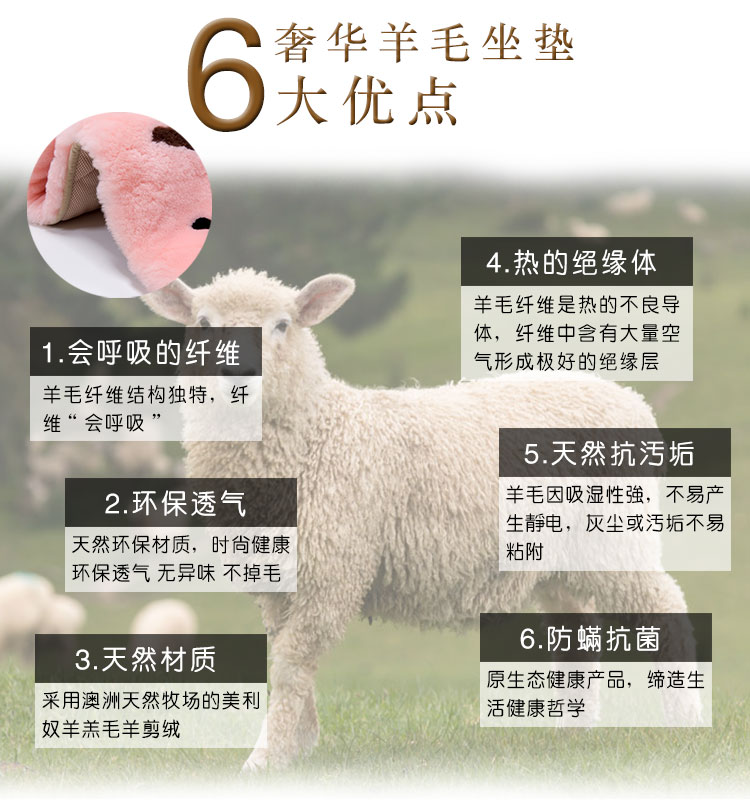 6
奢华羊毛坐垫
大优点
1.会呼吸的纤维
羊毛纤维结构独特，纤
维“会呼吸”
2.环保透气
天然环保材质，时尚健康
环保透气 无异味 不掉毛
3.天然材质
采用澳洲天然牧场的美利
奴羊羔毛羊剪绒
4.热的绝缘体
羊毛纤维是热的不良导
体，纤维中含有大量空
气形成极好的绝缘层
5.天然抗污垢
羊毛因吸湿性強，不易产
生靜电，灰尘或污垢不易
粘附
6.防螨抗菌
原生态健康产品，缔造生
活健康哲学